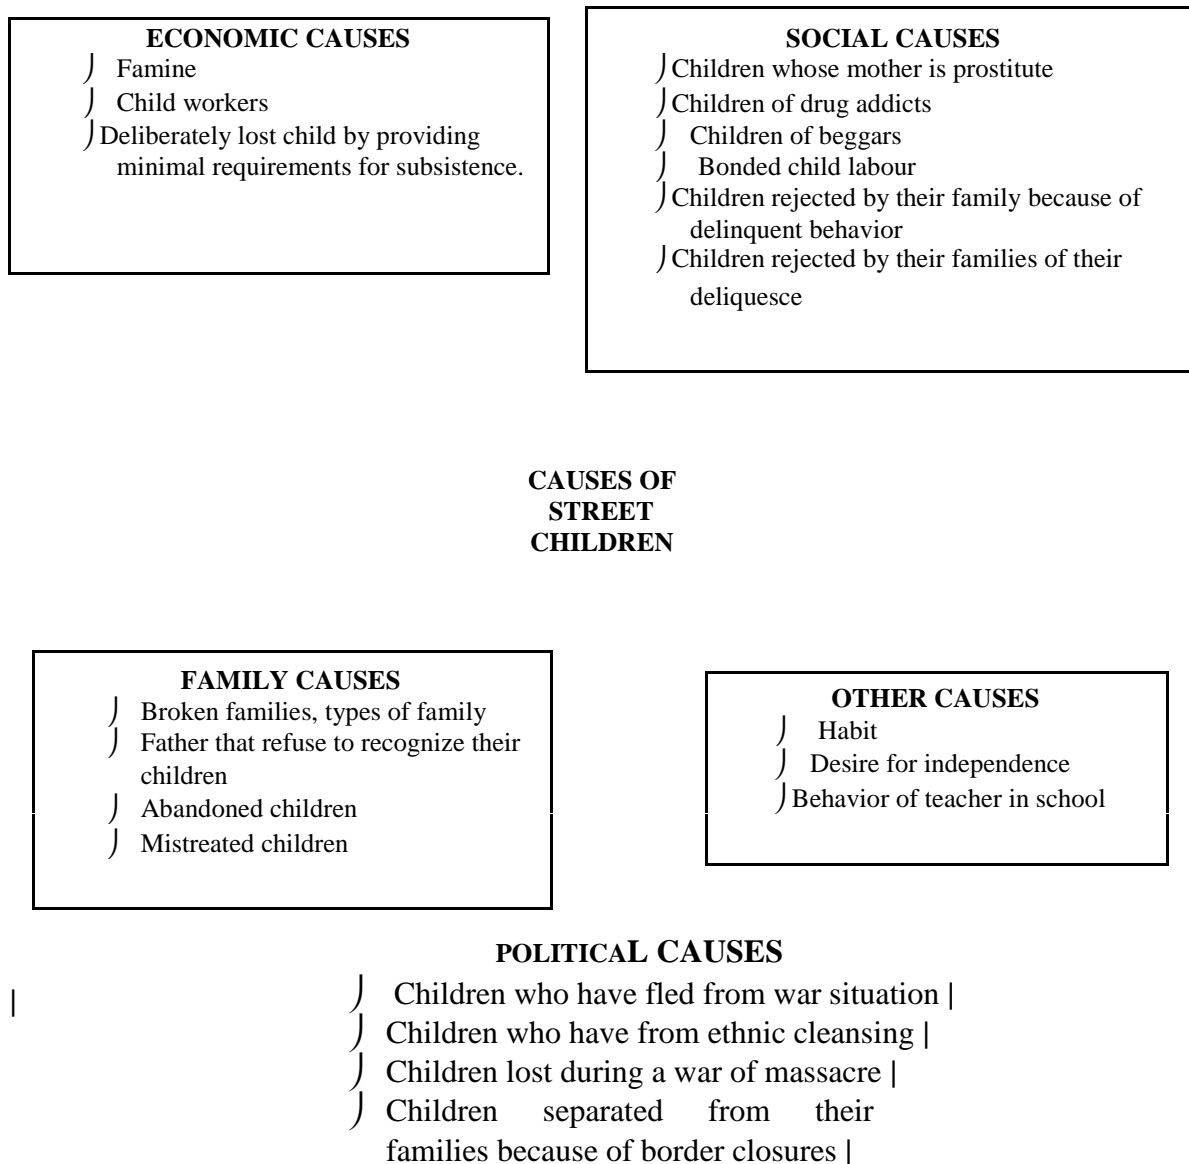 ECONOMIC CAUSES
⌡ Famine
⌡ Child workers
⌡ Deliberately lost child by providing
minimal requirements for subsistence.
SOCIAL CAUSES
⌡ Children whose mother is prostitute
⌡ Children of drug addicts
⌡ Children of beggars
⌡ Bonded child labour
⌡ Children rejected by their family because of
delinquent behavior
⌡ Children rejected by their families of their
deliquesce
CAUSES OF
STREET
CHILDREN
FAMILY CAUSES
⌡ Broken families, types of family
⌡ Father that refuse to recognize their
children
⌡ Abandoned children
⌡ Mistreated children
OTHER CAUSES
⌡ Habit
⌡ Desire for independence
⌡ Behavior of teacher in school
POLITICAL CAUSES
| ⌡ Children who have fled from war situation |
⌡ Children who have from ethnic cleansing |
⌡ Children lost during a war of massacre |
⌡ Children separated from their
families because of border closures |